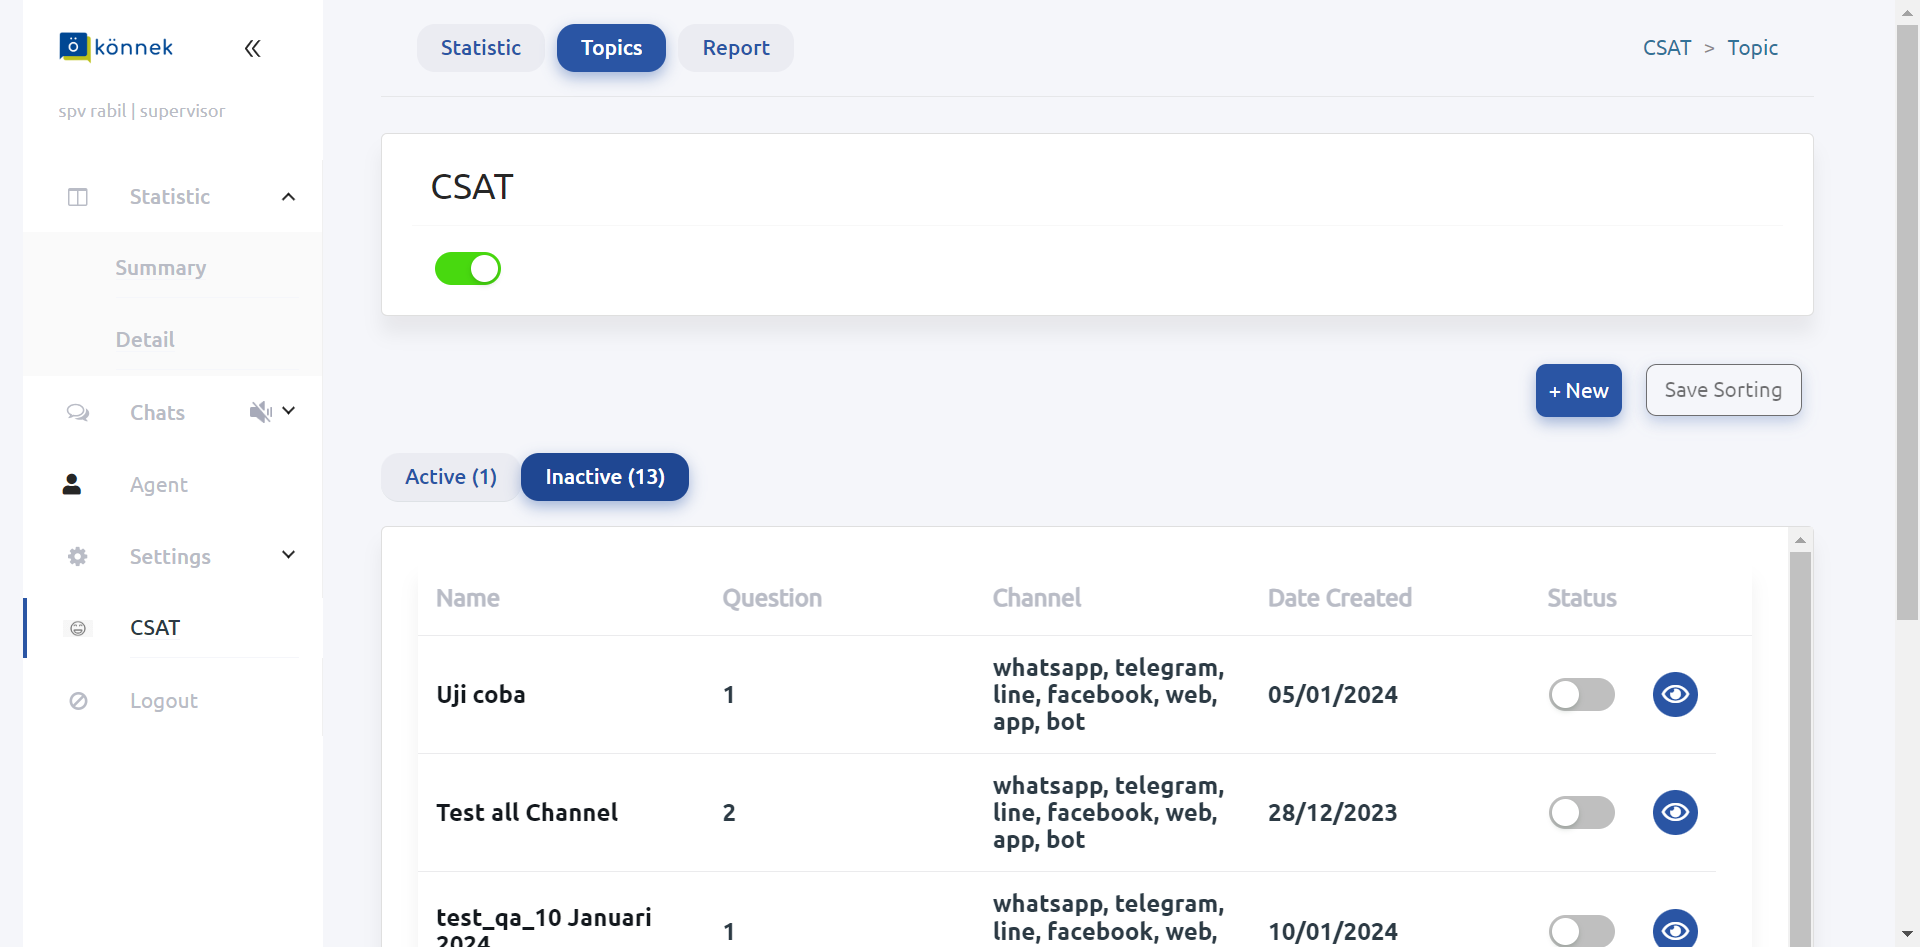 ö könnek
spv rabil | supervisor
Statistic
Summary
Detail
Chats
Agent
Settings
CSAT
Logout
Statistic
Topics
Report
CSAT > Topic
CSAT
+ New
Save Sorting
Active (1)
Inactive (13)
Name Question Channel Date Created Status
whatsapp, telegram,
Uji coba 1 line, facebook, web, 05/01/2024
app, bot
whatsapp, telegram,
Test all Channel 2 line, facebook, web, 28/12/2023
app, bot
whatsapp, telegram,
test_qa_10 Januari
2024 1 line, facebook, web, 10/01/2024